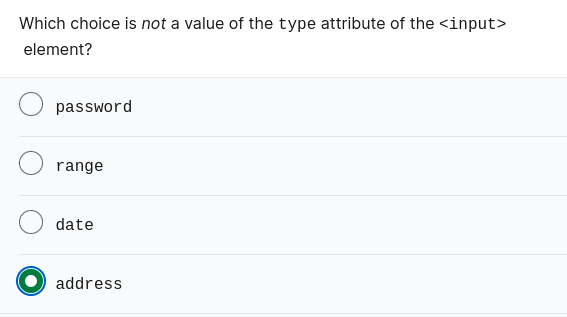 Which choice is not a value of the type attribute of the <input>
element?
password
range
date
address